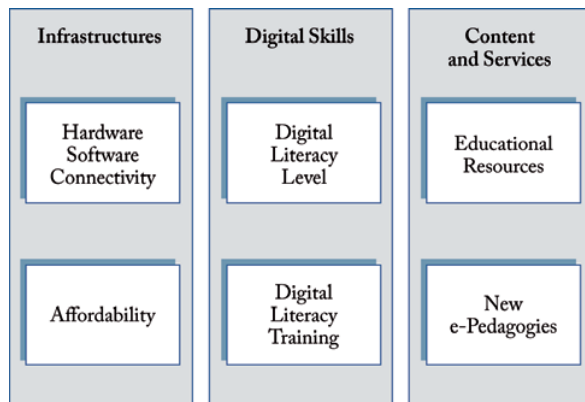 Infrastructures
Hardware
Software
Connectivity
Affordability
Digital Skills
Digital
Literacy
Level
Digital
Literacy
Training
Content
and Services
Educational
Resources
New
e-Pedagogies